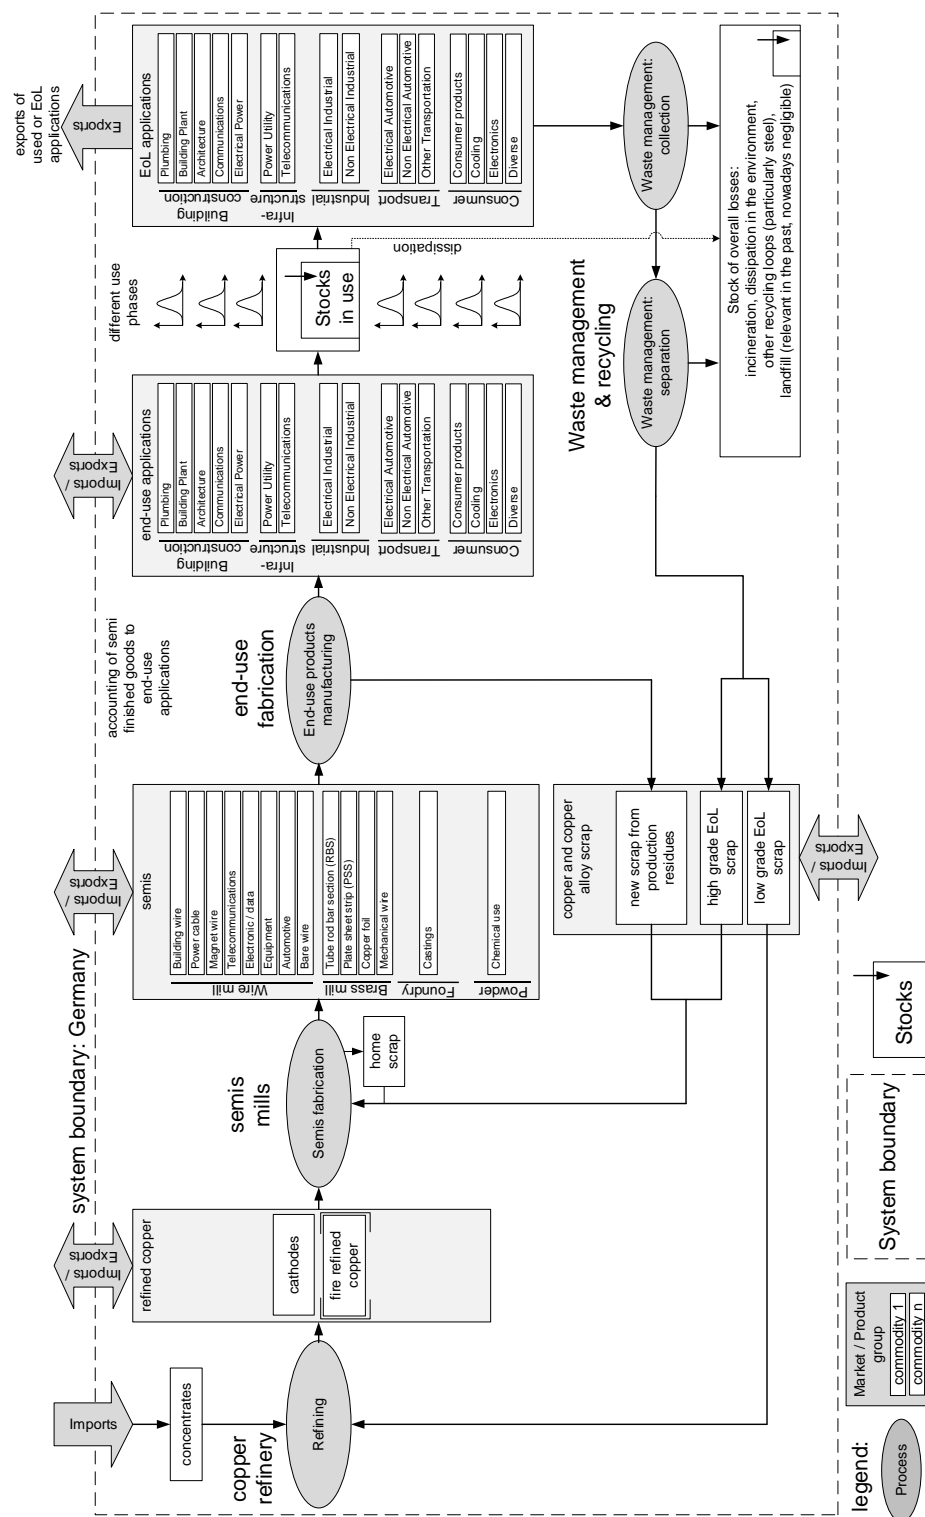 system boundary: Germany
Imports
concentrates
copper
refinery
Refining
Imports /
Exports
refined copper
cathodes
fire refined
copper
semis
mills
Semis fabrication
home
scrap
Imports /
Exports
semis
Building wire
Power cable
Magnet wire
Telecommunications
Electronic / data
Equipment
Automotive
Bare wire
Wire mill
Tube rod bar section (RBS)
Plate sheet strip (PSS)
Copper foil
Mechanical wire
Brass mill
Castings
Foundry
Chemical use
Powder
accounting of semi
finished goods to
end-use
applications
end-use
fabrication
End-use products
manufacturing
Imports /
Exports
end-use applications
Plumbing
Building Plant
Architecture
Communications
Electrical Power
Building
construction
Power Utility
Telecommunications
Infra-
structure
Electrical Industrial
Non Electrical Industrial
Industrial
Electrical Automotive
Non Electrical Automotive
Other Transportation
Transport
Consumer products
Cooling
Electronics
Diverse
Consumer
different use
phases
Stocks
in use
dissipation
exports of
used or EoL
applications
Exports
EoL applications
Plumbing
Building Plant
Architecture
Communications
Electrical Power
Building
construction
Power Utility
Telecommunications
Infra-
structure
Electrical Industrial
Non Electrical Industrial
Industrial
Electrical Automotive
Non Electrical Automotive
Other Transportation
Transport
Consumer products
Cooling
Electronics
Diverse
Consumer
Waste management
& recycling
Waste management:
collection
Waste management:
separation
Stock of overall losses:
incineration, dissipation in the environment,
other recycling loops (particularly steel),
landfill (relevant in the past, nowadays negligible)
copper and copper
alloy scrap
new scrap from
production
residues
high grade EoL
scrap
low grade EoL
scrap
Imports /
Exports
legend:
Process
Market / Product
group
commodity 1
commodity n
System boundary
Stocks